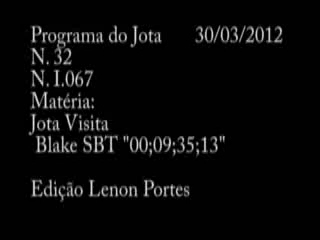 Programa do Jota 30/03/2012
N. 32
N. I.067
Matéria:
Jota Visita
Blake SBT "00;09;35;13"
Edição Lenon Portes